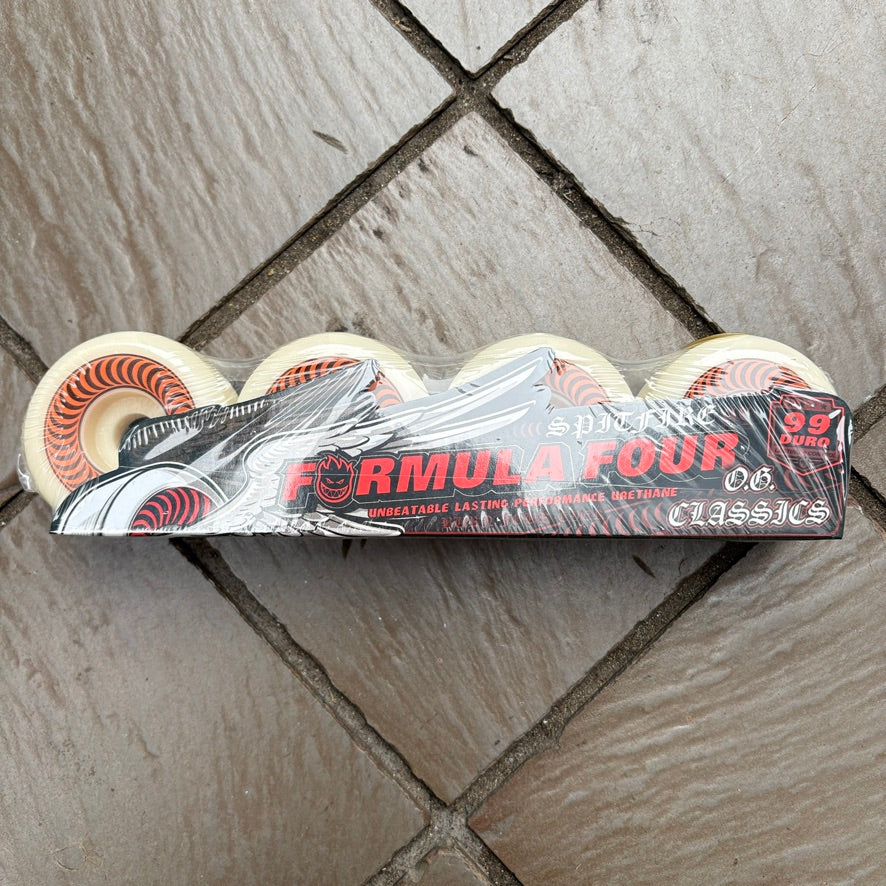 SPITFIRE
99
DURO
FORMULA FOUR
O.G.
UNBEATABLE LASTING PERFORMANCE URETHANE
CLASSICS